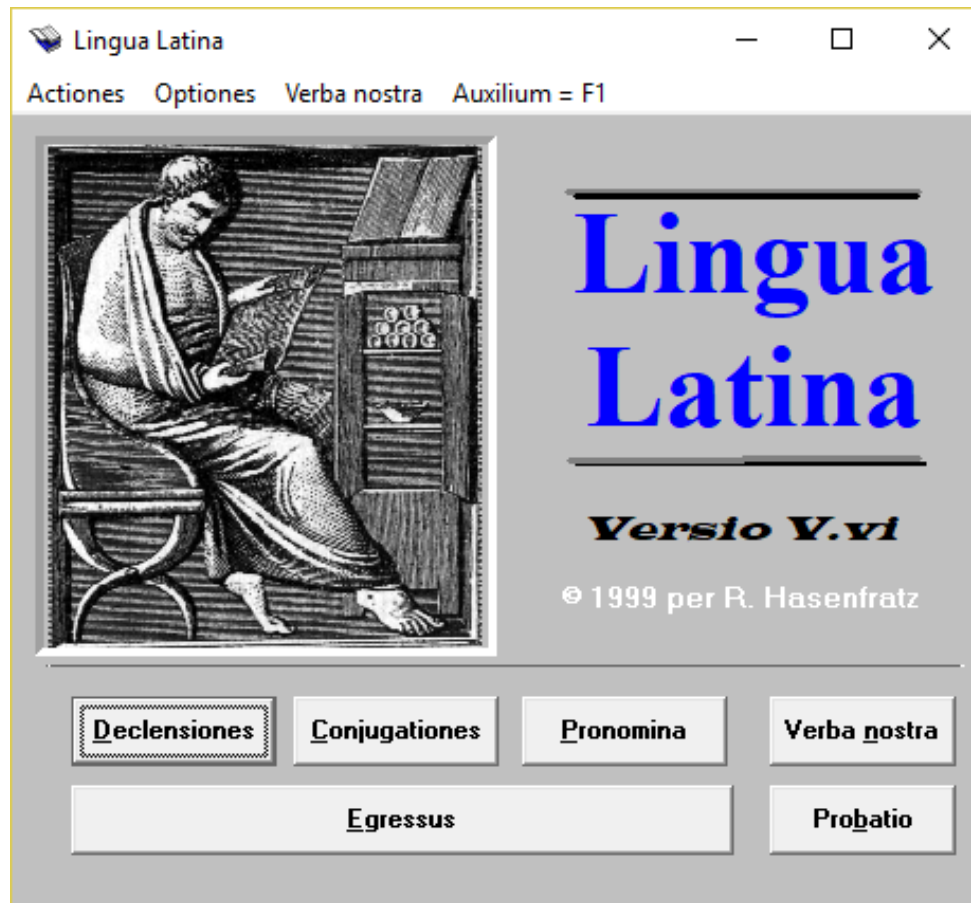 Lingua Latina
Actiones Optiones Verba nostra Auxilium = F1
Lingua
Latina
Versio V.vi
© 1999 per R. Hasenfratz
Declensiones Conjugationes Pronomina Verba nostra
Egressus Probatio